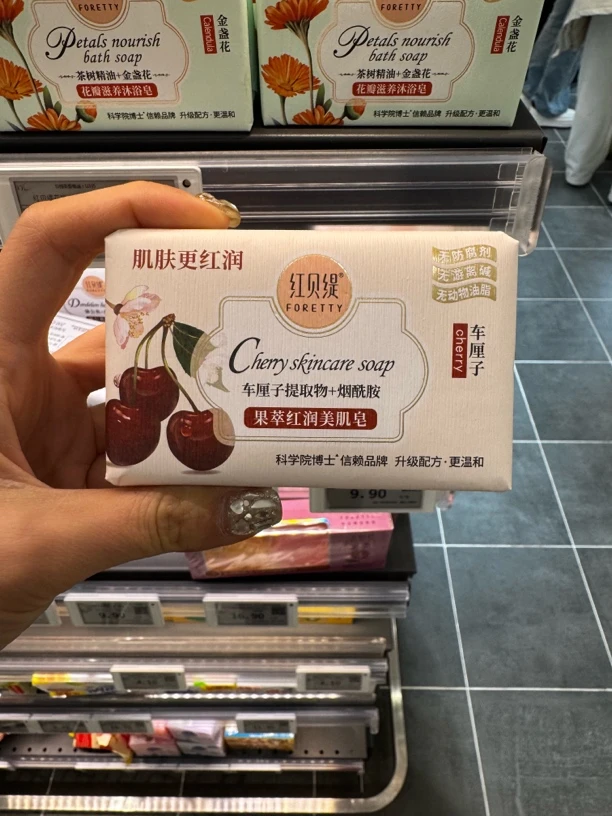 FORETTY
Petals nourish
bath soap
茶树精油+金盏花
花瓣滋养沐浴皂
科学院博士*信赖品牌 升级配方·更温和
金盏花
Calendula
FORETTY
Petals nourish
bath soap
茶树精油+金盏花
花瓣滋养沐浴皂
科学院博士*信赖品牌 升级配方·更温和
金盏花
Calendula
肌肤更红润
红贝缇®
FORETTY
无防腐剂
无游离碱
无动物油脂
Cherry skincare soap
车厘子提取物+烟酰胺
果萃红润美肌皂
车厘子
cherry
科学院博士*信赖品牌 升级配方·更温和
9.90